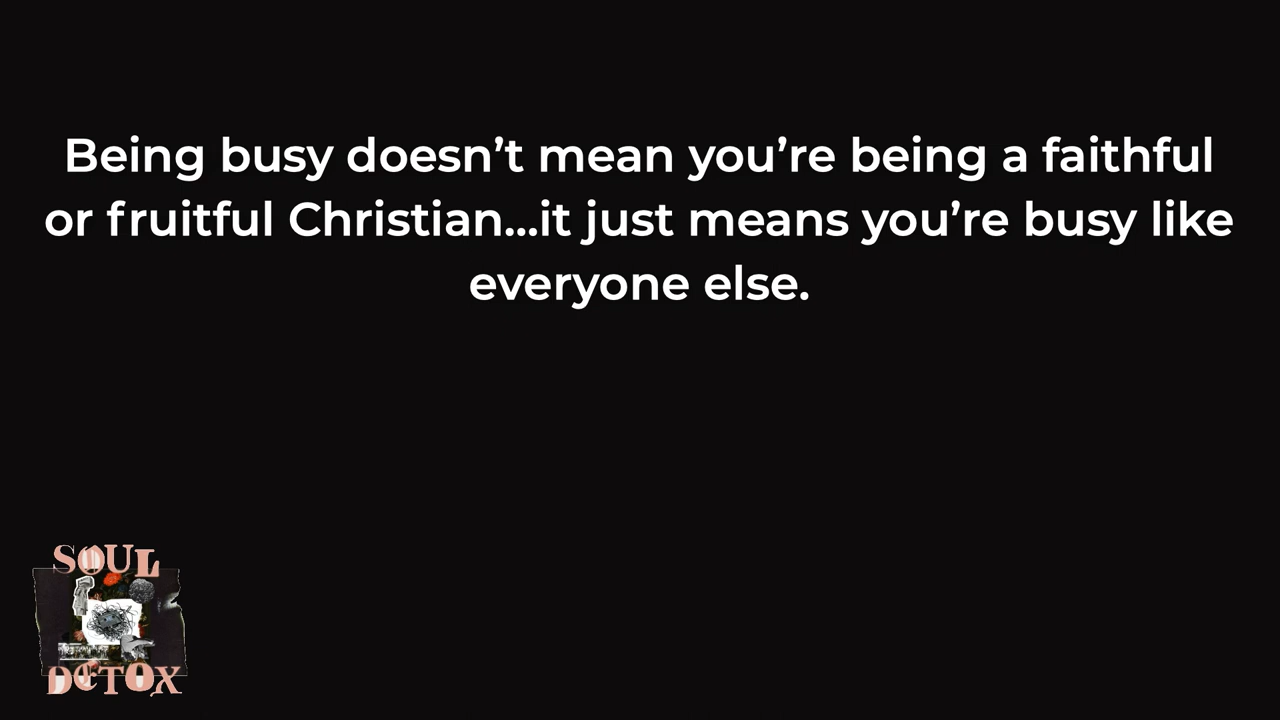 Being busy doesn’t mean you’re being a faithful
or fruitful Christian...it just means you’re busy like
everyone else.
SOUL
DETOX